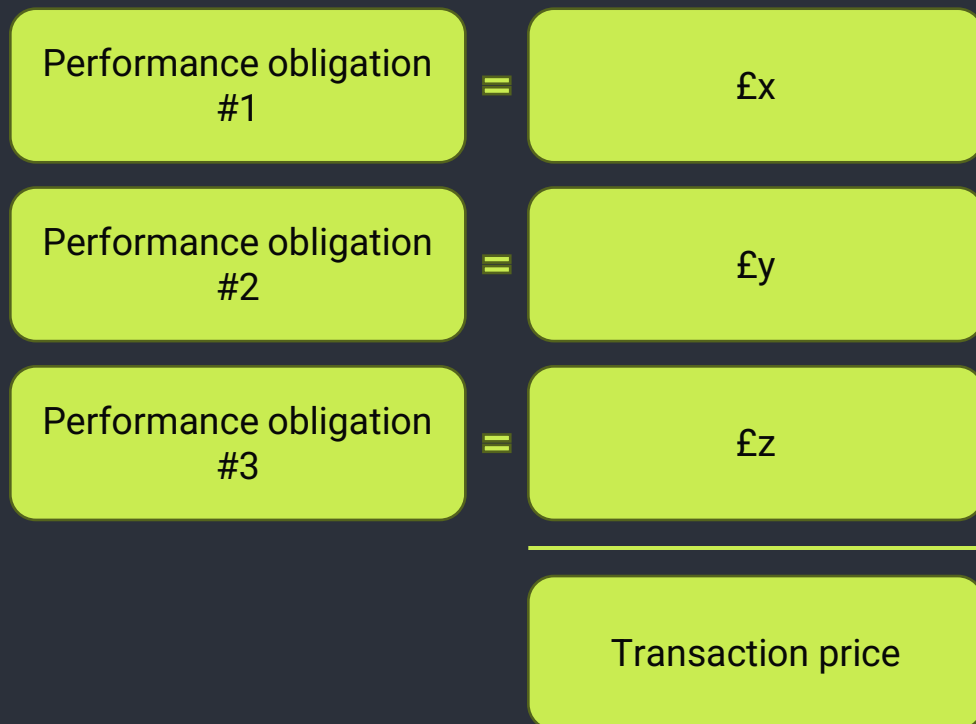 Performance obligation
#1
=
£x
Performance obligation
#2
=
£y
Performance obligation
#3
=
£z
Transaction price